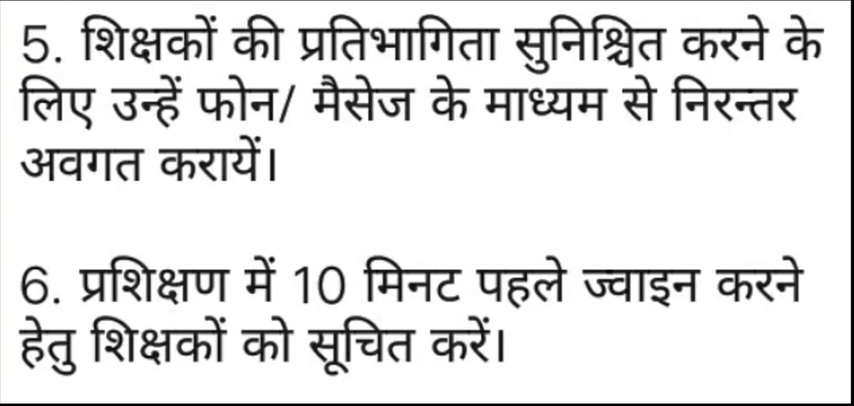 5. शिक्षकों की प्रतिभागिता सुनिश्चित करने के
लिए उन्हें फोन/ मैसेज के माध्यम से निरन्तर
अवगत करायें।
6. प्रशिक्षण में 10 मिनट पहले ज्वाइन करने
हेतु शिक्षकों को सूचित करें।